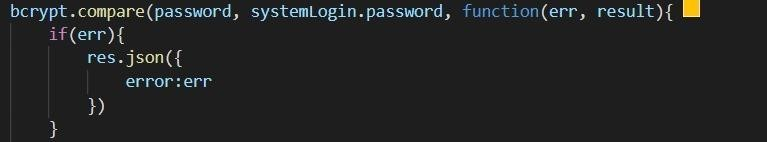 bcrypt.compare(password, systemLogin.password, function(err, result){
    if(err){
        res.json({
            error:err
        })
    }